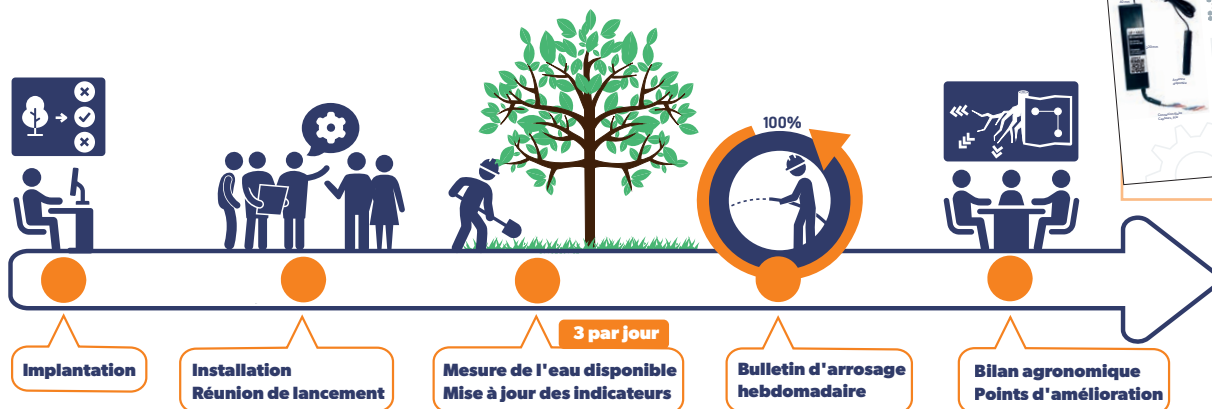 100%
3 par jour
Implantation
Installation
Réunion de lancement
Mesure de l'eau disponible
Mise à jour des indicateurs
Bulletin d'arrosage
hebdomadaire
Bilan agronomique
Points d'amélioration